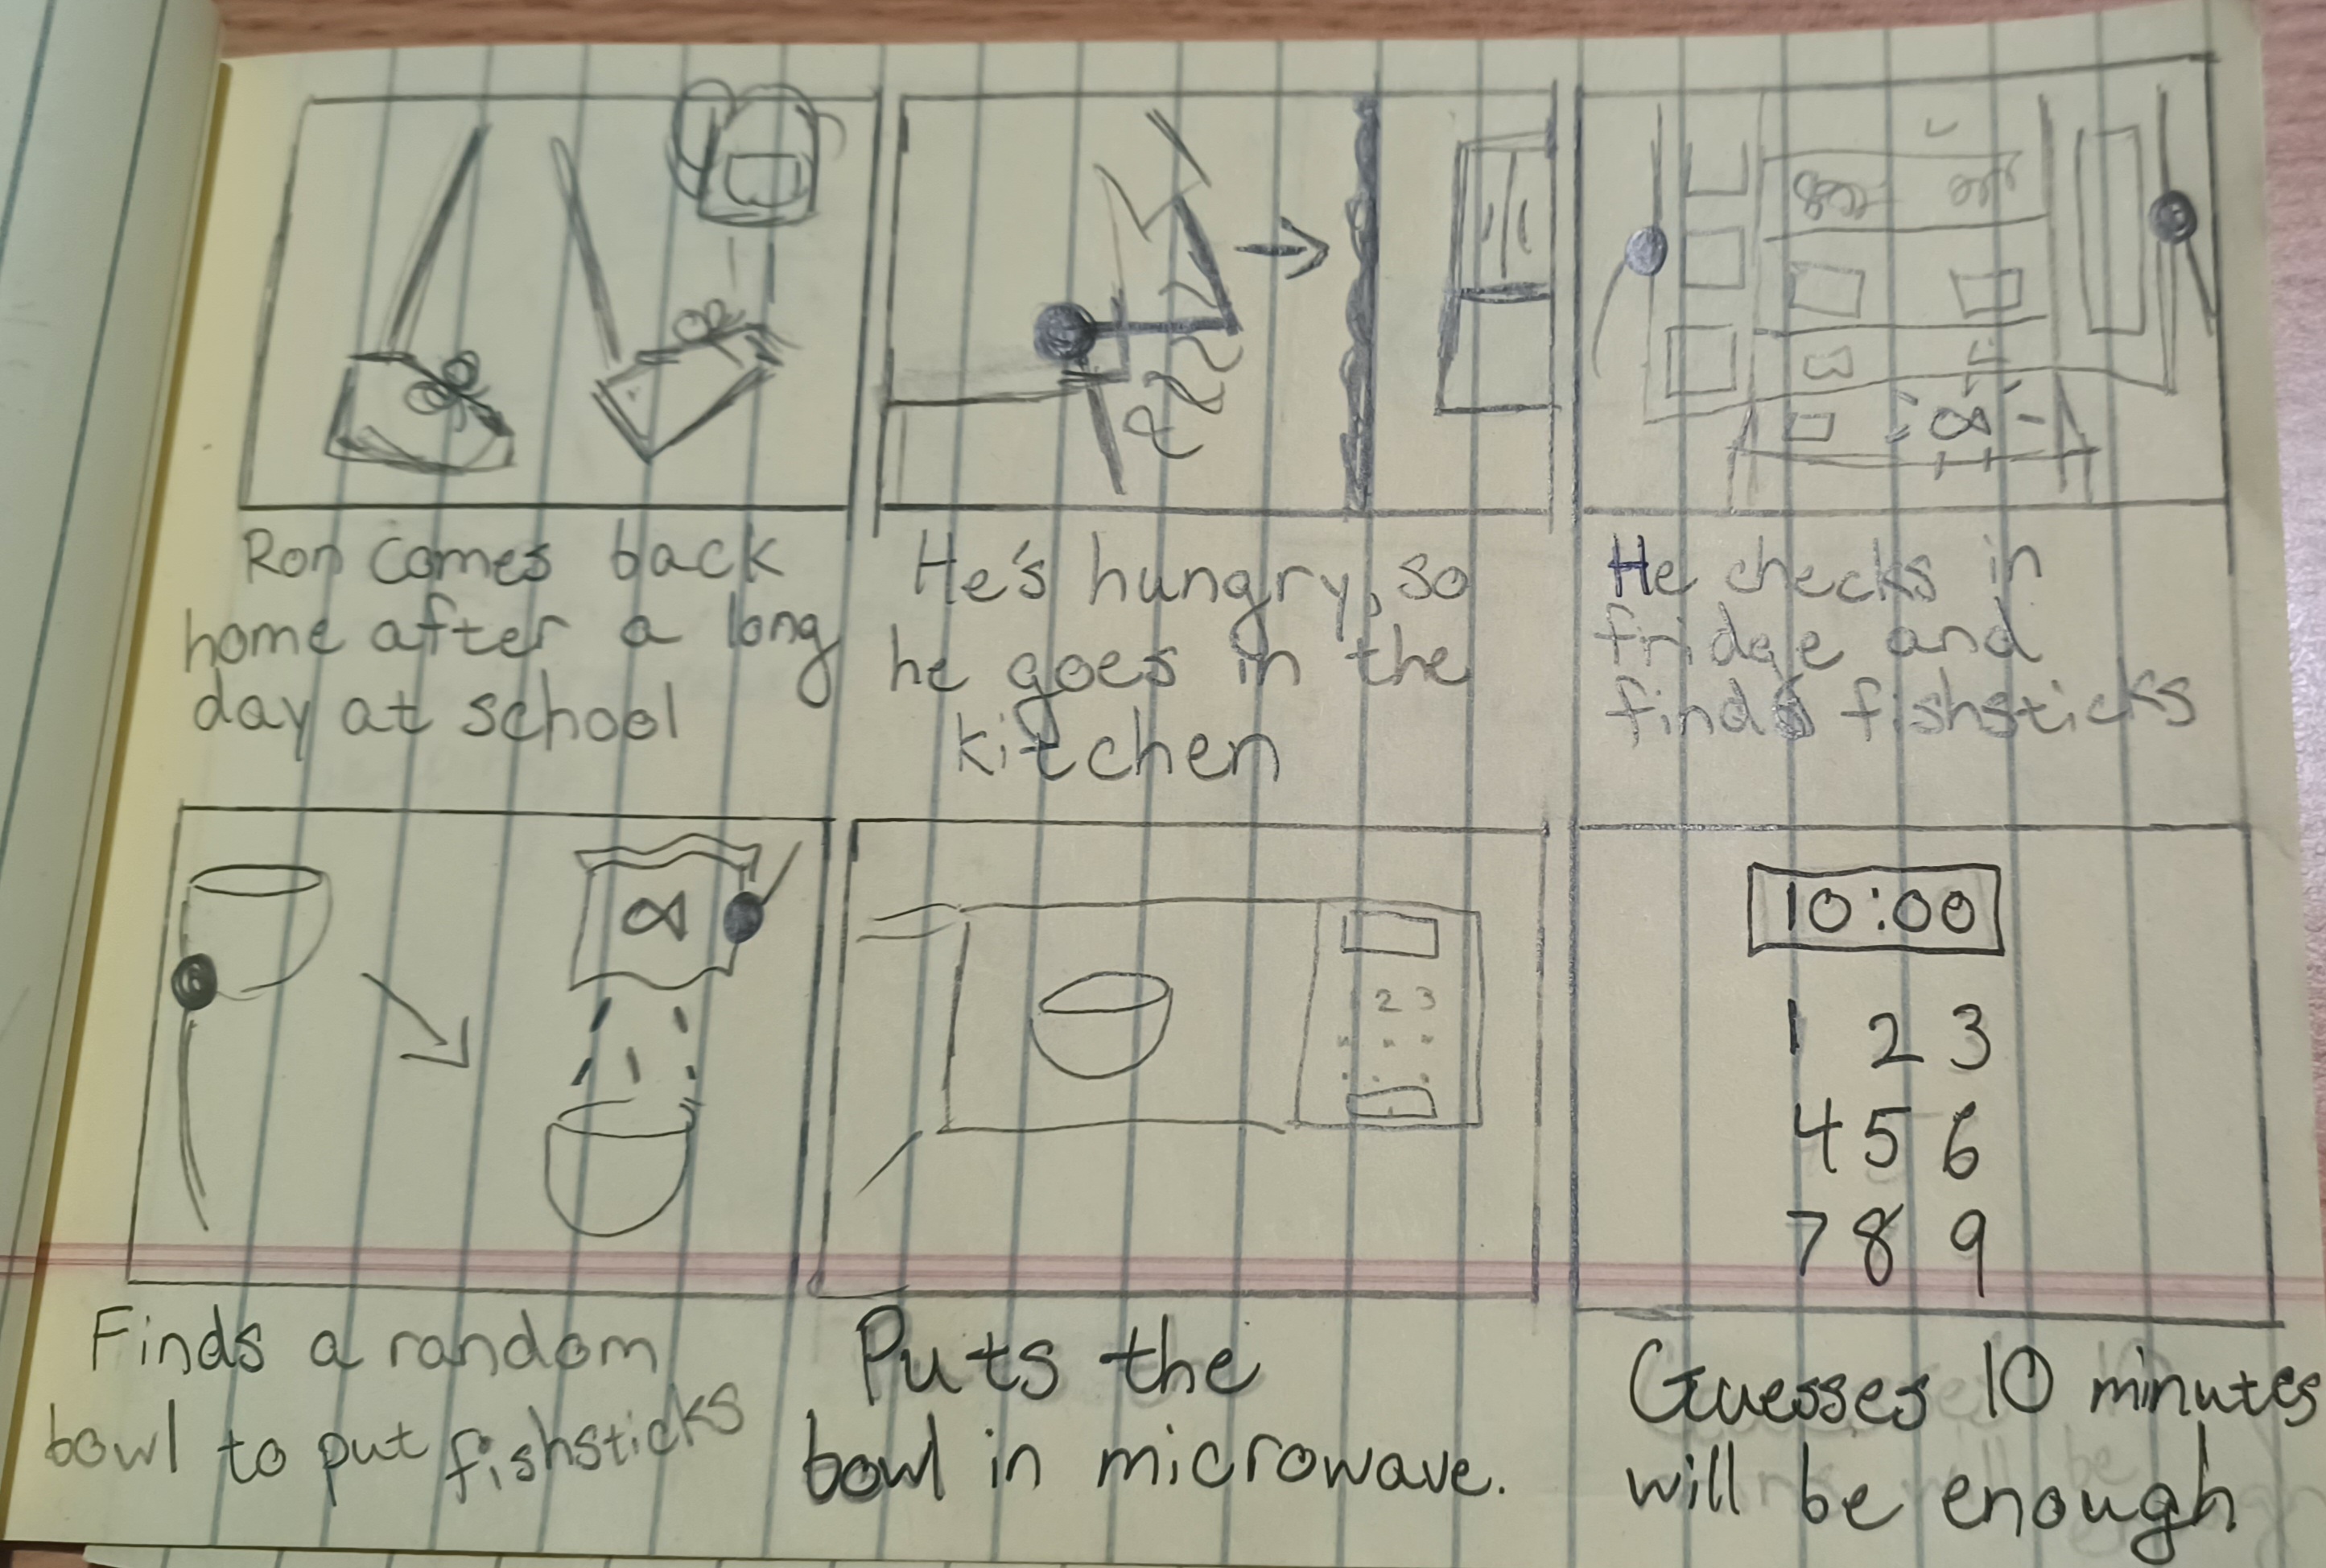 Ron comes back
home after a long
day at school
He's hungry, so
he goes in the
kitchen
He checks in
fridge and
finds fishsticks
Finds a random
bowl to put fishsticks
2 3
Puts the
bowl in microwave.
10:00
1 2 3
4 5 6
7 8 9
Guesses 10 minutes
will be enough